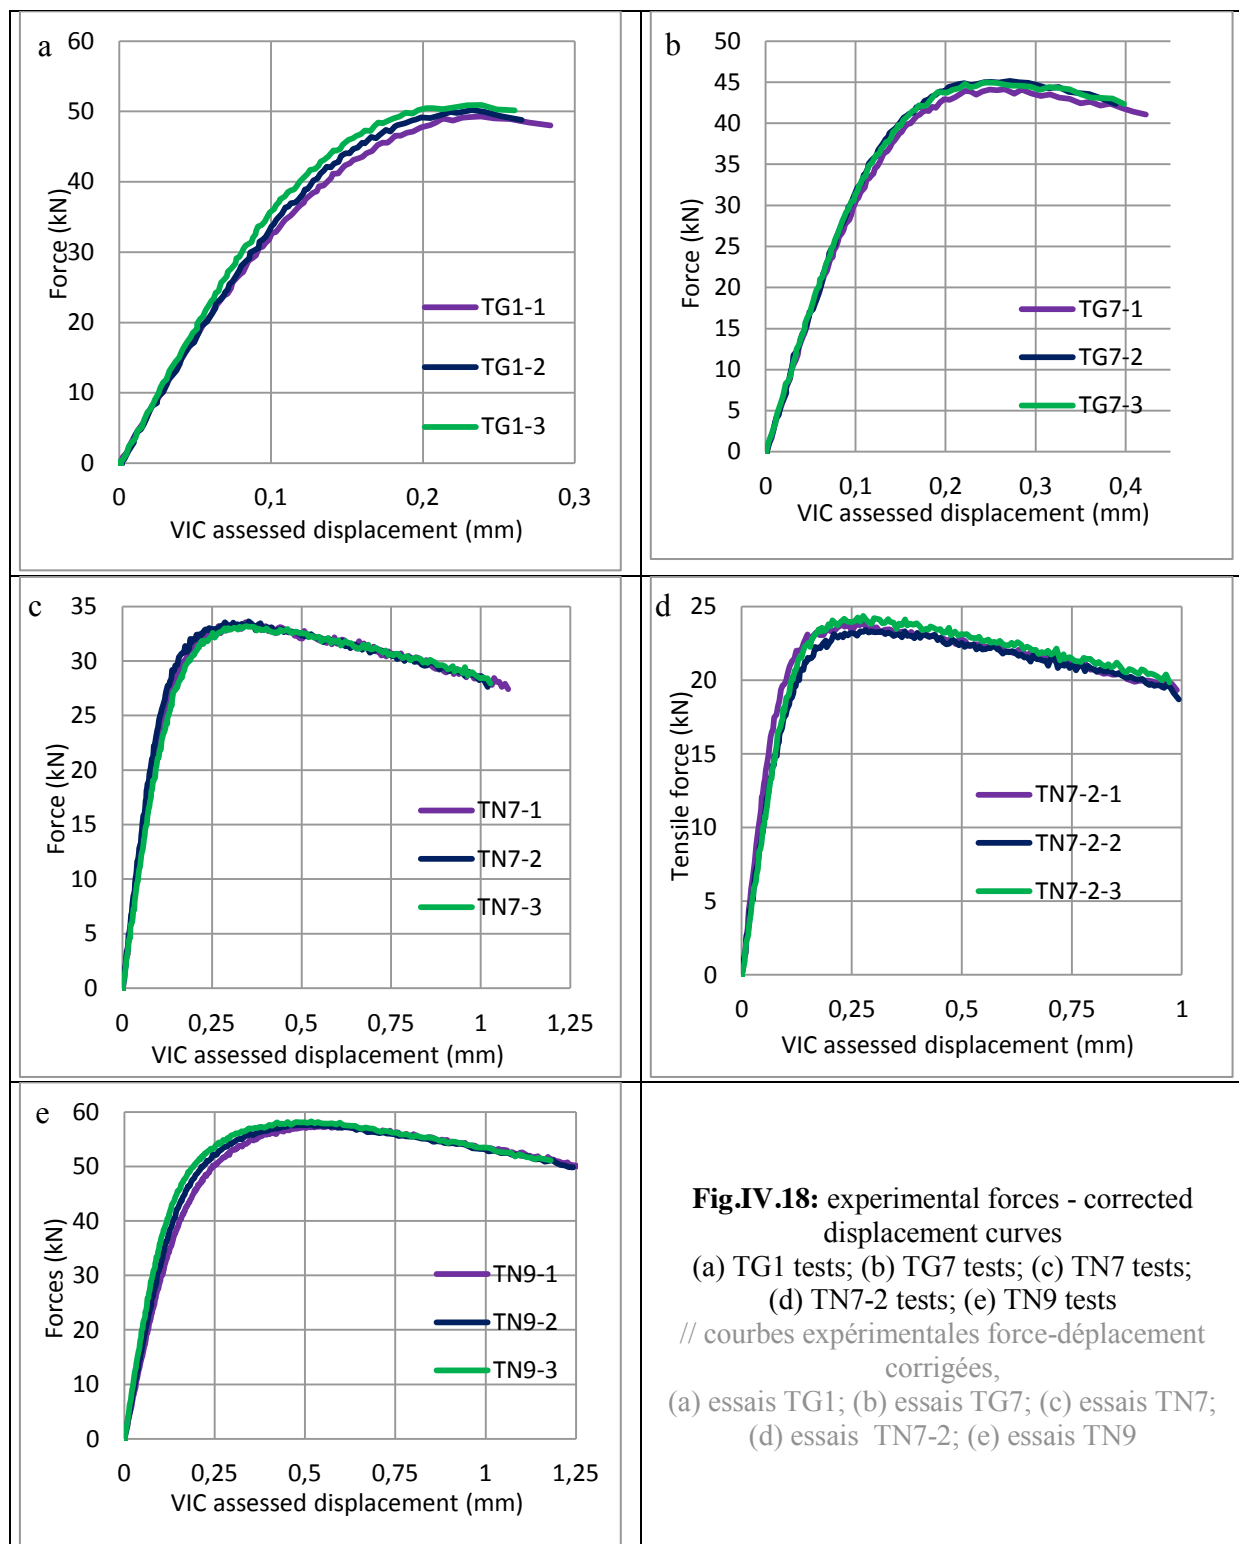 a
60
50
40
30
20
10
0
Force (kN)
TG1-1
TG1-2
TG1-3
0 0,1 0,2 0,3
VIC assessed displacement (mm)
b
50
45
40
35
30
25
20
15
10
5
0
Force (kN)
TG7-1
TG7-2
TG7-3
0 0,1 0,2 0,3 0,4
VIC assessed displacement (mm)
c
35
30
25
20
15
10
5
0
Force (kN)
TN7-1
TN7-2
TN7-3
0 0,25 0,5 0,75 1 1,25
VIC assessed displacement (mm)
d
25
20
15
10
5
0
Tensile force (kN)
TN7-2-1
TN7-2-2
TN7-2-3
0 0,25 0,5 0,75 1
VIC assessed displacement (mm)
e
60
50
40
30
20
10
0
Forces (kN)
TN9-1
TN9-2
TN9-3
0 0,25 0,5 0,75 1 1,25
VIC assessed displacement (mm)
Fig.IV.18: experimental forces - corrected
displacement curves
(a) TG1 tests; (b) TG7 tests; (c) TN7 tests;
(d) TN7-2 tests; (e) TN9 tests
// courbes expérimentales force-déplacement
corrigées,
(a) essais TG1; (b) essais TG7; (c) essais TN7;
(d) essais TN7-2; (e) essais TN9